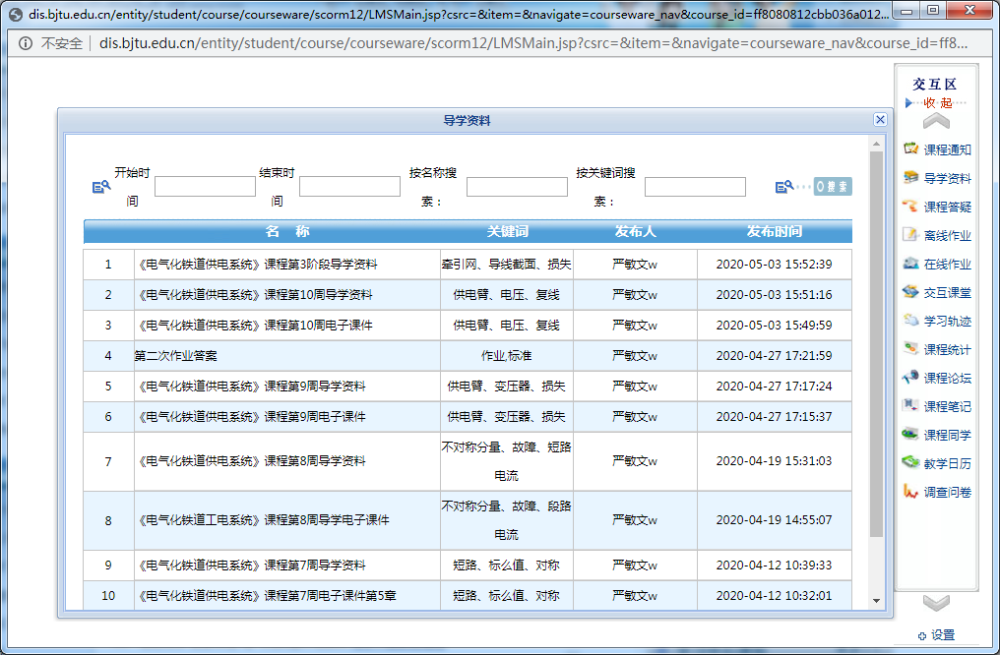 dis.bjtu.edu.cn/entity/student/course/courseware/scorm12/LMSMain.jsp?csrc=&item=&navigate=courseware_nav&course_id=ff8080812cbb036a012...
不安全 dis.bjtu.edu.cn/entity/student/course/courseware/scorm12/LMSMain.jsp?csrc=&item=&navigate=courseware_nav&course_id=ff8...
导学资料
开始时间 结束时间 按名称搜索： 按关键词搜索： 搜索
名 称 关键词 发布人 发布时间
1 《电气化铁道供电系统》课程第3阶段导学资料 牵引网、导线截面、损失 严敏文w 2020-05-03 15:52:39
2 《电气化铁道供电系统》课程第10周导学资料 供电臂、电压、复线 严敏文w 2020-05-03 15:51:16
3 《电气化铁道供电系统》课程第10周电子课件 供电臂、电压、复线 严敏文w 2020-05-03 15:49:59
4 第二次作业答案 作业,标准 严敏文w 2020-04-27 17:21:59
5 《电气化铁道供电系统》课程第9周导学资料 供电臂、变压器、损失 严敏文w 2020-04-27 17:17:24
6 《电气化铁道供电系统》课程第9周电子课件 供电臂、变压器、损失 严敏文w 2020-04-27 17:15:37
7 《电气化铁道供电系统》课程第8周导学资料 不对称分量、故障、短路电流 严敏文w 2020-04-19 15:31:03
8 《电气化铁道工电系统》课程第8周导学电子课件 不对称分量、故障、段路电流 严敏文w 2020-04-19 14:55:07
9 《电气化铁道供电系统》课程第7周导学资料 短路、标么值、对称 严敏文w 2020-04-12 10:39:33
10 《电气化铁道供电系统》课程第7周电子课件第5章 短路、标么值、对称 严敏文w 2020-04-12 10:32:01
交互区
收起
课程通知
导学资料
课程答疑
离线作业
在线作业
交互课堂
学习轨迹
课程统计
课程论坛
课程笔记
课程同学
教学日历
调查问卷
设置